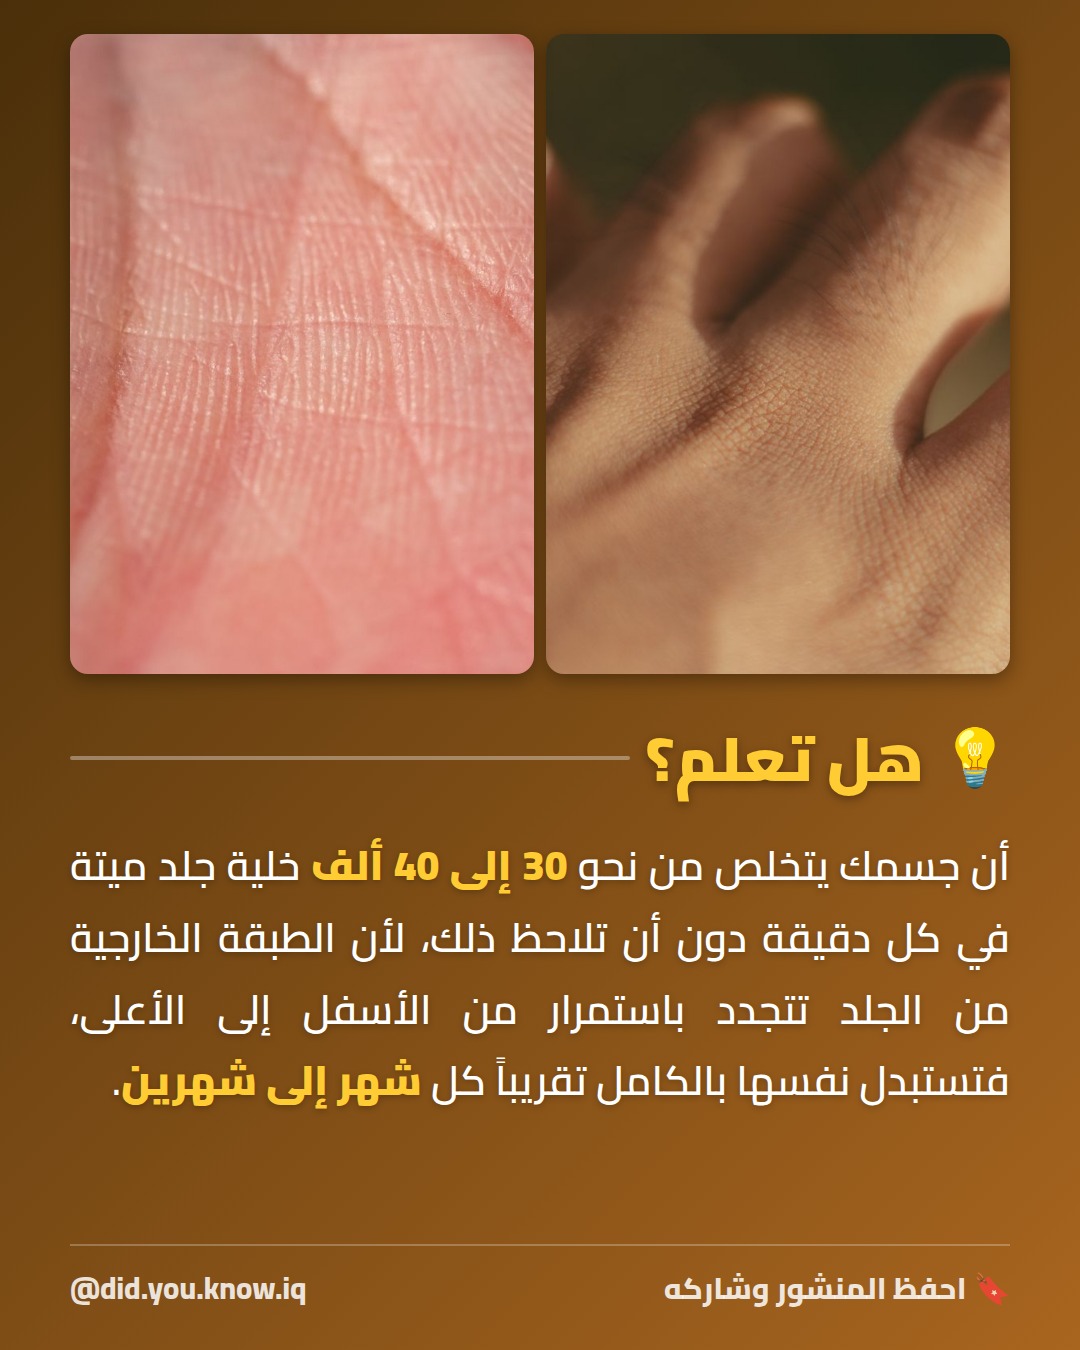 💡 هل تعلم؟
أن جسمك يتخلص من نحو 30 إلى 40 ألف خلية جلد ميتة
في كل دقيقة دون أن تلاحظ ذلك، لأن الطبقة الخارجية
من الجلد تتجدد باستمرار من الأسفل إلى الأعلى،
فتستبدل نفسها بالكامل تقريباً كل شهر إلى شهرين.
🔖 احفظ المنشور وشاركه
@did.you.know.iq